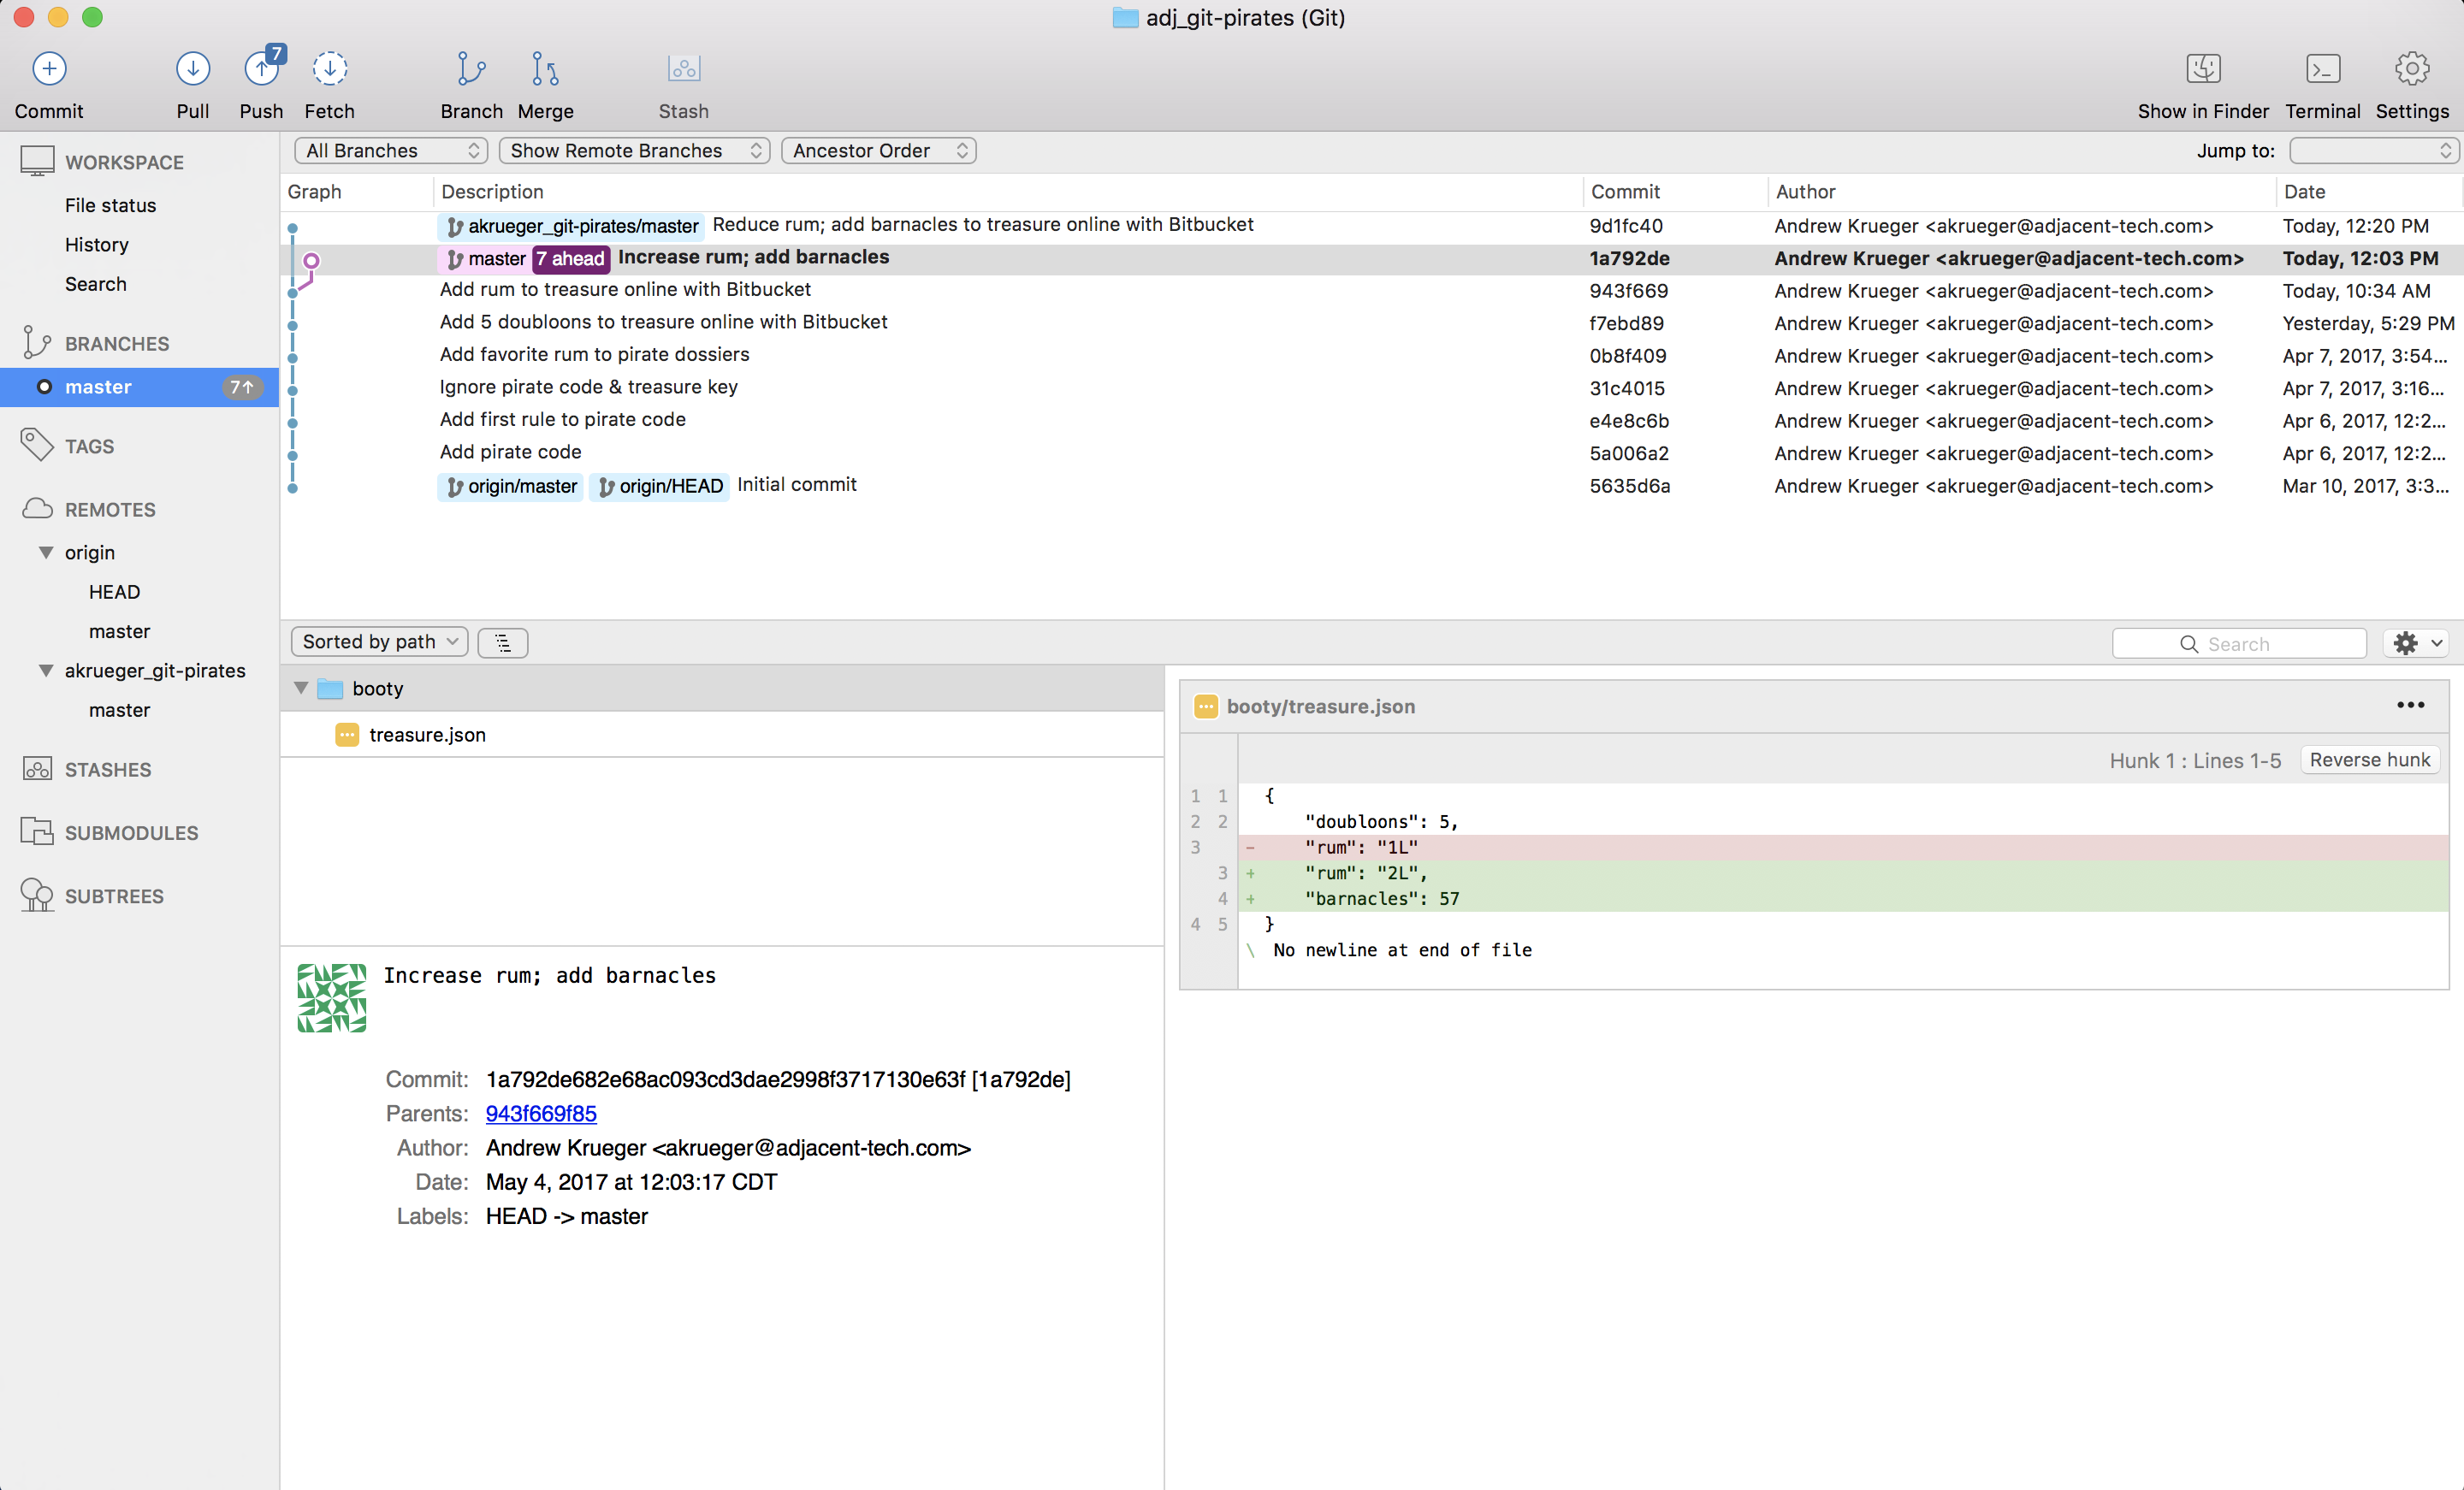 adj_git-pirates (Git)
7
Commit Pull Push Fetch Branch Merge Stash Show in Finder Terminal Settings
WORKSPACE
File status
History
Search
BRANCHES
master 7↑
TAGS
REMOTES
origin
HEAD
master
akrueger_git-pirates
master
STASHES
SUBMODULES
SUBTREES
All Branches Show Remote Branches Ancestor Order Jump to:
Graph Description Commit Author Date
akrueger_git-pirates/master Reduce rum; add barnacles to treasure online with Bitbucket 9d1fc40 Andrew Krueger <akrueger@adjacent-tech.com> Today, 12:20 PM
master 7 ahead Increase rum; add barnacles 1a792de Andrew Krueger <akrueger@adjacent-tech.com> Today, 12:03 PM
Add rum to treasure online with Bitbucket 943f669 Andrew Krueger <akrueger@adjacent-tech.com> Today, 10:34 AM
Add 5 doubloons to treasure online with Bitbucket f7ebd89 Andrew Krueger <akrueger@adjacent-tech.com> Yesterday, 5:29 PM
Add favorite rum to pirate dossiers 0b8f409 Andrew Krueger <akrueger@adjacent-tech.com> Apr 7, 2017, 3:54...
Ignore pirate code & treasure key 31c4015 Andrew Krueger <akrueger@adjacent-tech.com> Apr 7, 2017, 3:16...
Add first rule to pirate code e4e8c6b Andrew Krueger <akrueger@adjacent-tech.com> Apr 6, 2017, 12:2...
Add pirate code 5a006a2 Andrew Krueger <akrueger@adjacent-tech.com> Apr 6, 2017, 12:2...
origin/master origin/HEAD Initial commit 5635d6a Andrew Krueger <akrueger@adjacent-tech.com> Mar 10, 2017, 3:3...
Sorted by path Search
booty
treasure.json
Increase rum; add barnacles
Commit: 1a792de682e68ac093cd3dae2998f3717130e63f [1a792de]
Parents: 943f669f85
Author: Andrew Krueger <akrueger@adjacent-tech.com>
Date: May 4, 2017 at 12:03:17 CDT
Labels: HEAD -> master
booty/treasure.json
Hunk 1 : Lines 1-5 Reverse hunk
1 1 {
2 2 "doubloons": 5,
3 - "rum": "1L"
3 + "rum": "2L",
4 + "barnacles": 57
4 5 }
\ No newline at end of file